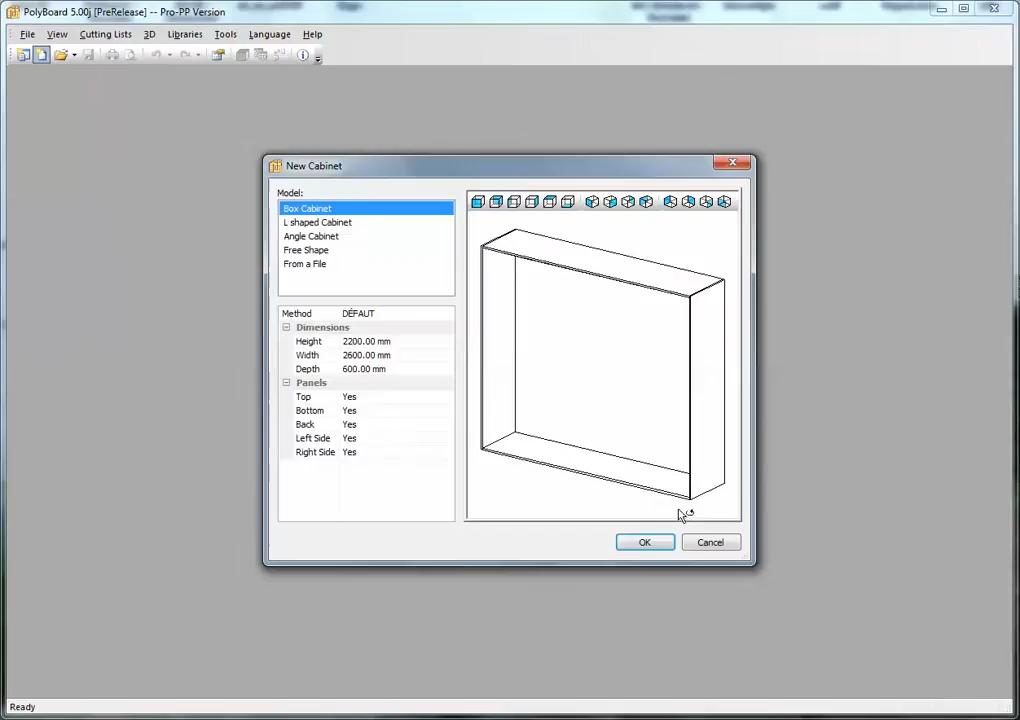 PolyBoard 5.00j [PreRelease] -- Pro-PP Version
File View Cutting Lists 3D Libraries Tools Language Help
New Cabinet
Model:
Box Cabinet
L shaped Cabinet
Angle Cabinet
Free Shape
From a File
Method DÉFAUT
Dimensions
Height 2200.00 mm
Width 2600.00 mm
Depth 600.00 mm
Panels
Top Yes
Bottom Yes
Back Yes
Left Side Yes
Right Side Yes
OK Cancel
Ready